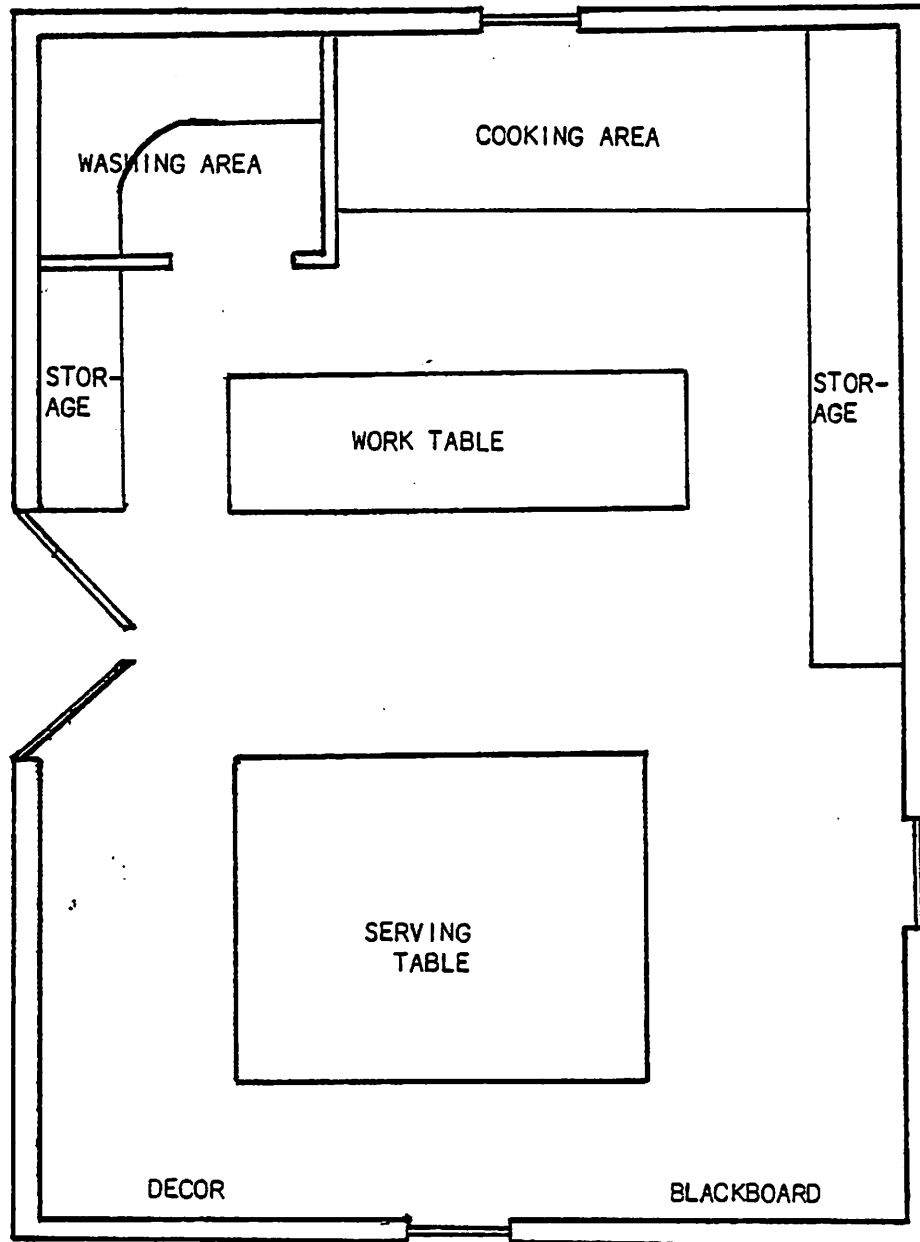 COOKING AREA
WASHING AREA
STOR-
AGE
STOR-
AGE
WORK TABLE
SERVING
TABLE
DECOR
BLACKBOARD